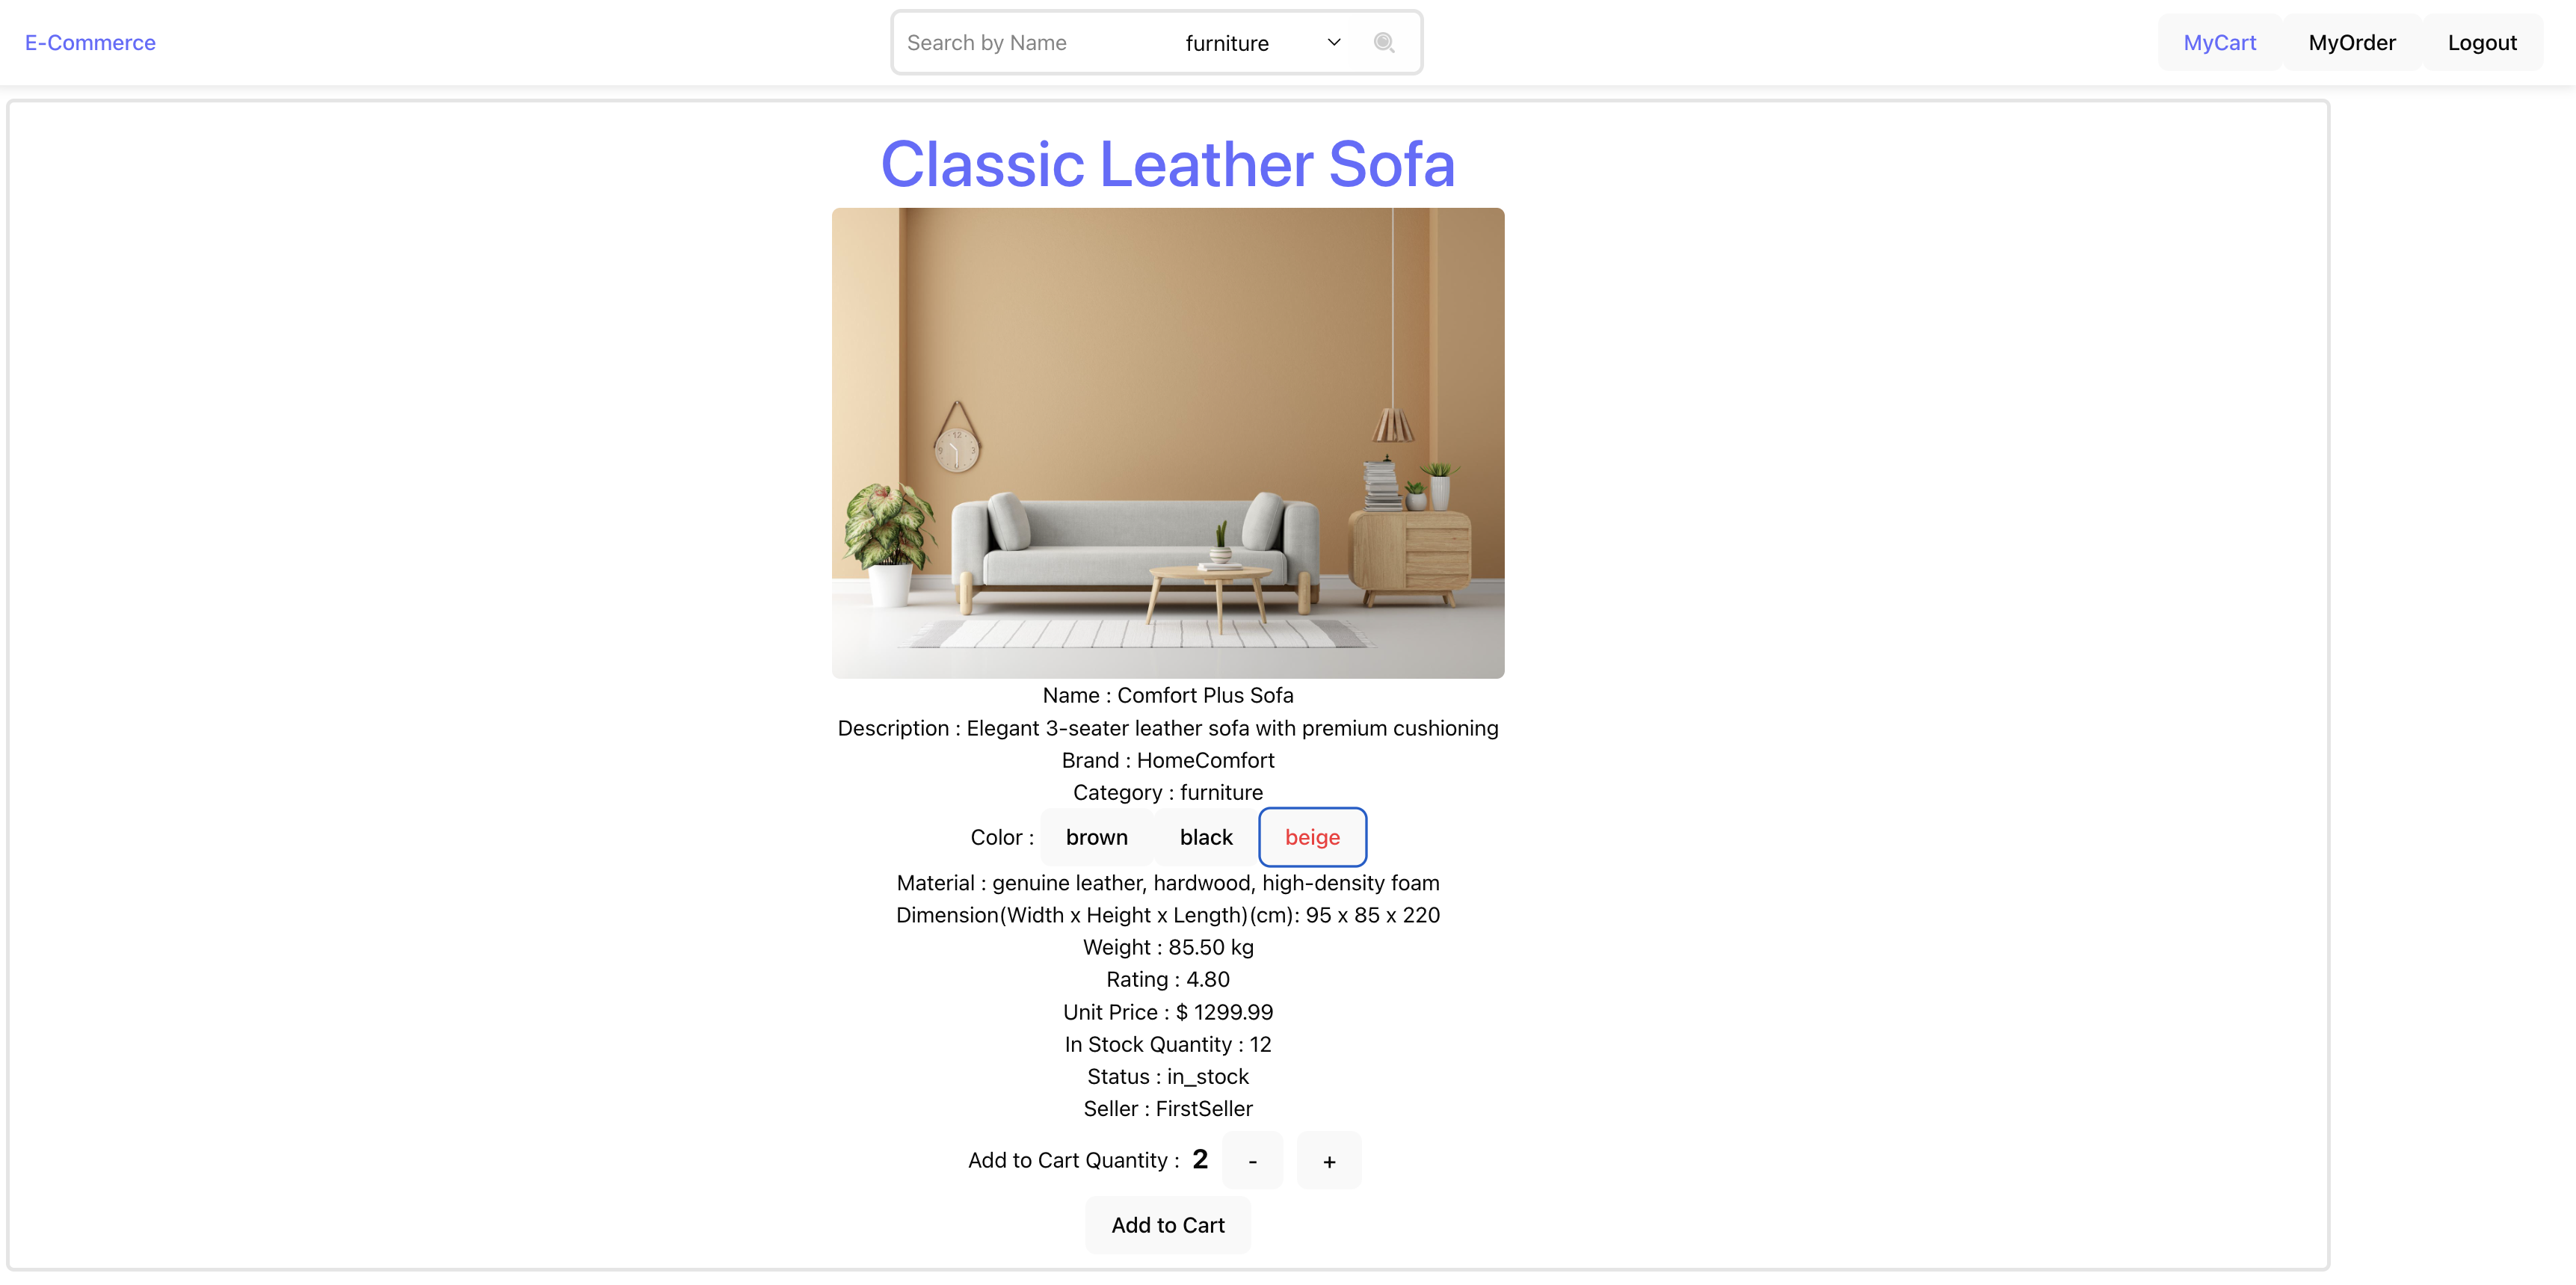 E-Commerce
Search by Name
furniture
MyCart
MyOrder
Logout
Classic Leather Sofa
12
3
9
Name : Comfort Plus Sofa
Description : Elegant 3-seater leather sofa with premium cushioning
Brand : HomeComfort
Category : furniture
Color : brown black beige
Material : genuine leather, hardwood, high-density foam
Dimension(Width x Height x Length)(cm): 95 x 85 x 220
Weight : 85.50 kg
Rating : 4.80
Unit Price : $ 1299.99
In Stock Quantity : 12
Status : in_stock
Seller : FirstSeller
Add to Cart Quantity : 2 - +
Add to Cart